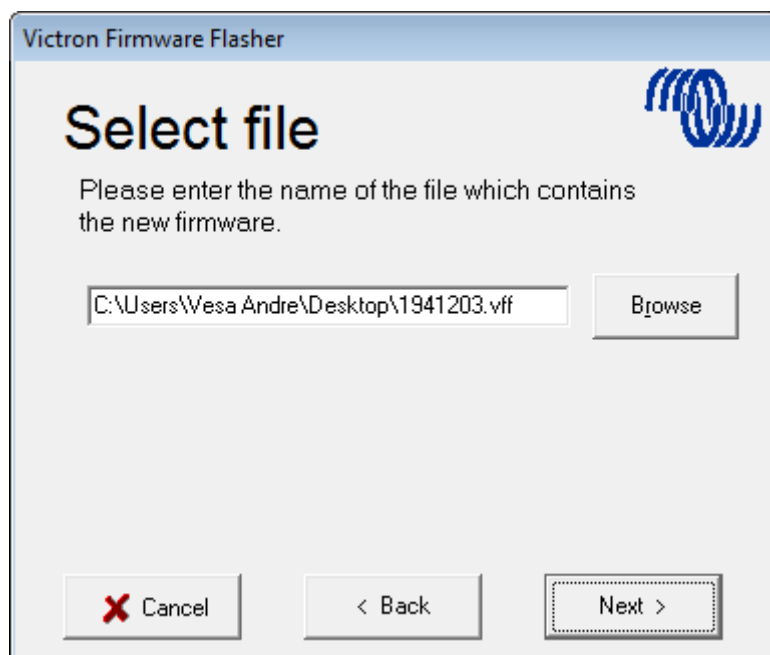 Victron Firmware Flasher
Select file
Please enter the name of the file which contains
the new firmware.
C:\Users\Vesa Andre\Desktop\1941203.vff
Browse
Cancel
< Back
Next >